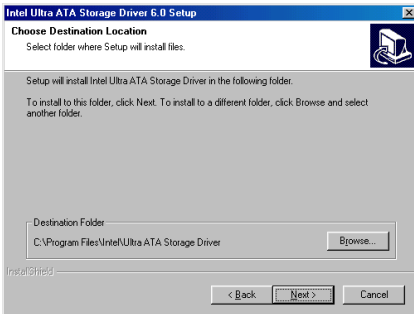 Intel Ultra ATA Storage Driver 6.0 Setup
Choose Destination Location
Select folder where Setup will install files.
Setup will install Intel Ultra ATA Storage Driver in the following folder.
To install to this folder, click Next. To install to a different folder, click Browse and select
another folder.
Destination Folder
C:\Program Files\Intel\Ultra ATA Storage Driver
Browse...
InstallShield
< Back
Next >
Cancel